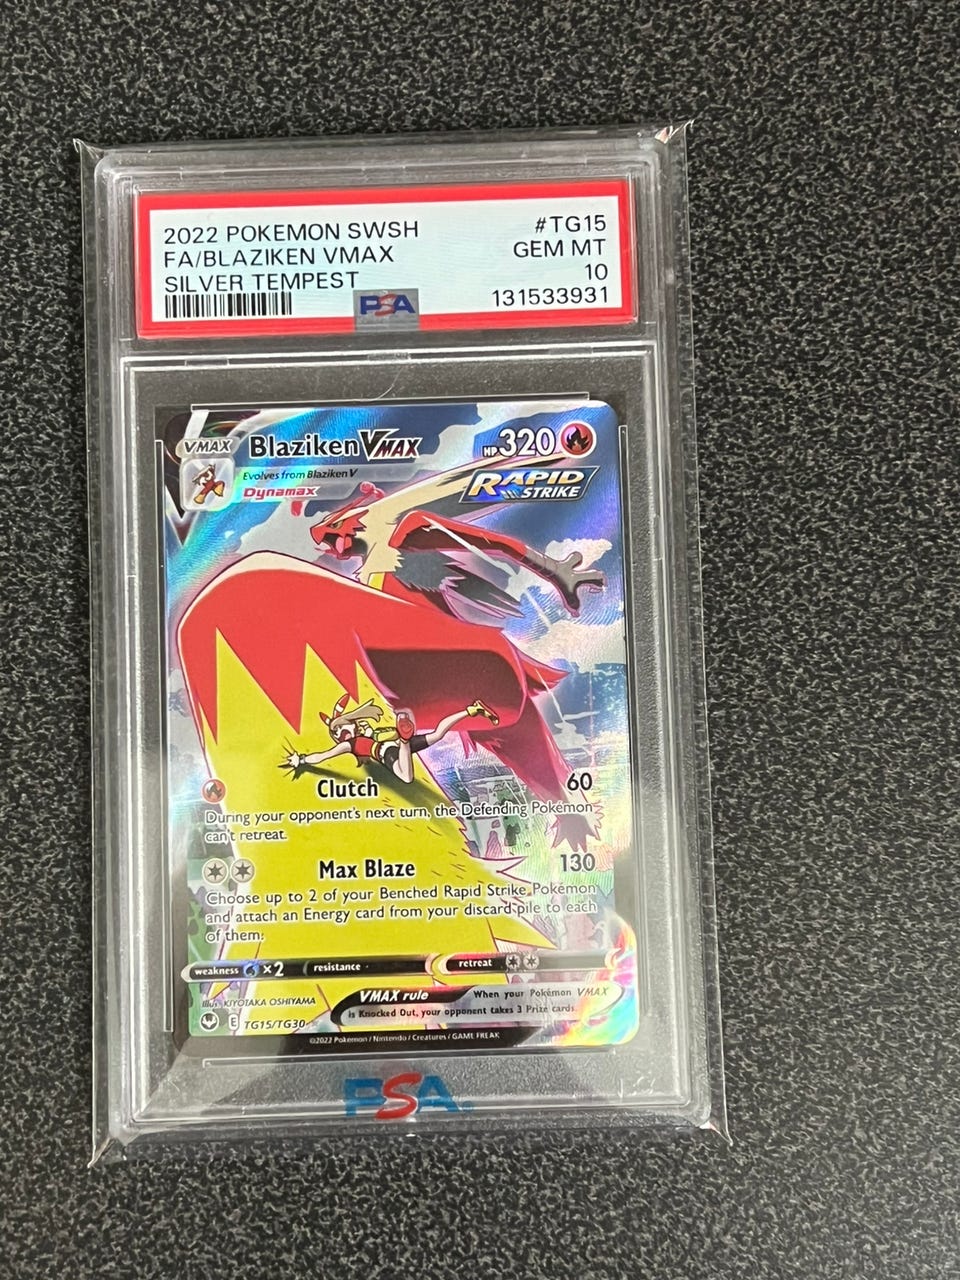 2022 POKEMON SWSH #TG15
FA/BLAZIKEN VMAX GEM MT
SILVER TEMPEST 10
131533931
PSA
VMAX Blaziken VMAX HP 320
Evolves from Blaziken V
Dynamax
RAPID
STRIKE
Clutch 60
During your opponent's next turn, the Defending Pokémon
can't retreat.
Max Blaze 130
Choose up to 2 of your Benched Rapid Strike Pokémon
and attach an Energy card from your discard pile to each
of them.
weakness ×2 resistance retreat
Illus. KIYOTAKA OSHIYAMA
VMAX rule When your Pokémon VMAX
is Knocked Out, your opponent takes 3 Prize cards.
E TG15/TG30
©2022 Pokémon / Nintendo / Creatures / GAME FREAK
PSA